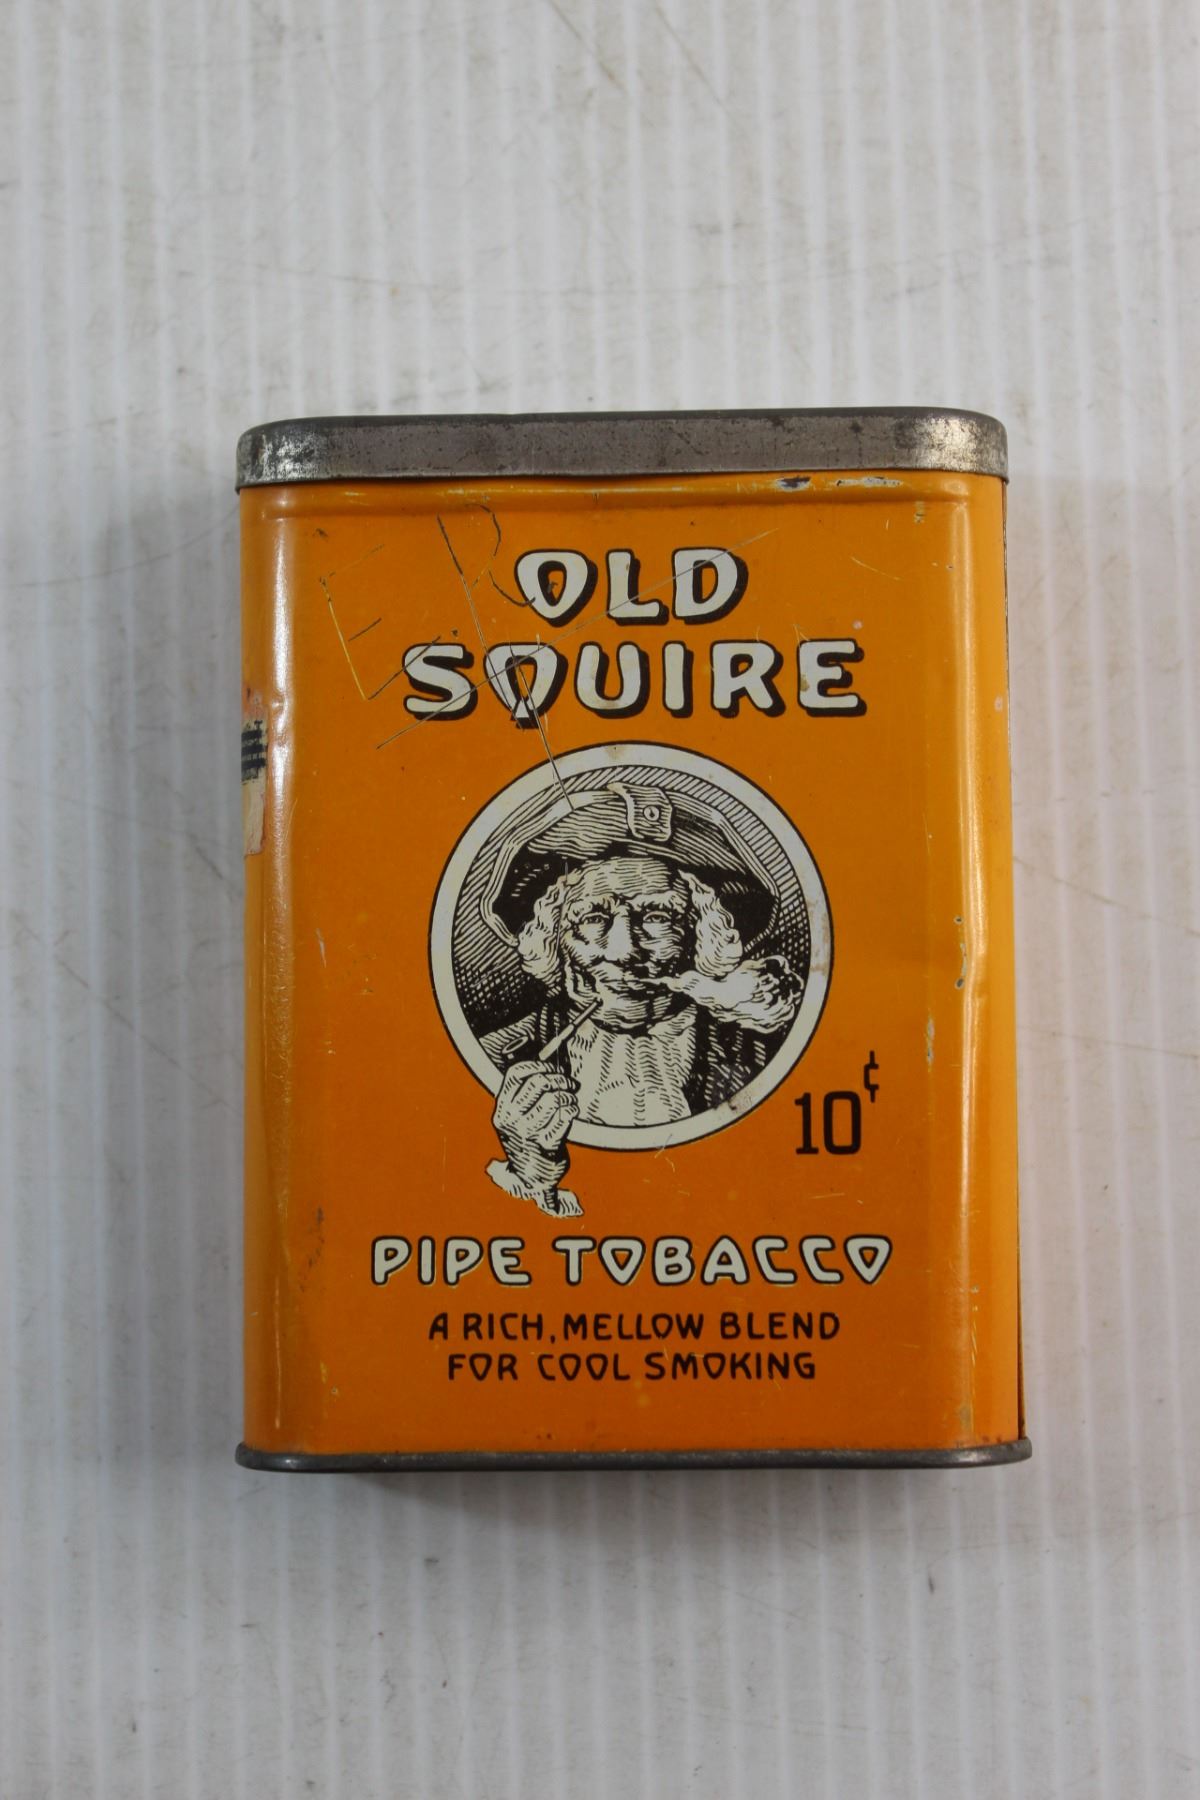 OLD
SQUIRE
10¢
PIPE TOBACCO
A RICH, MELLOW BLEND
FOR COOL SMOKING